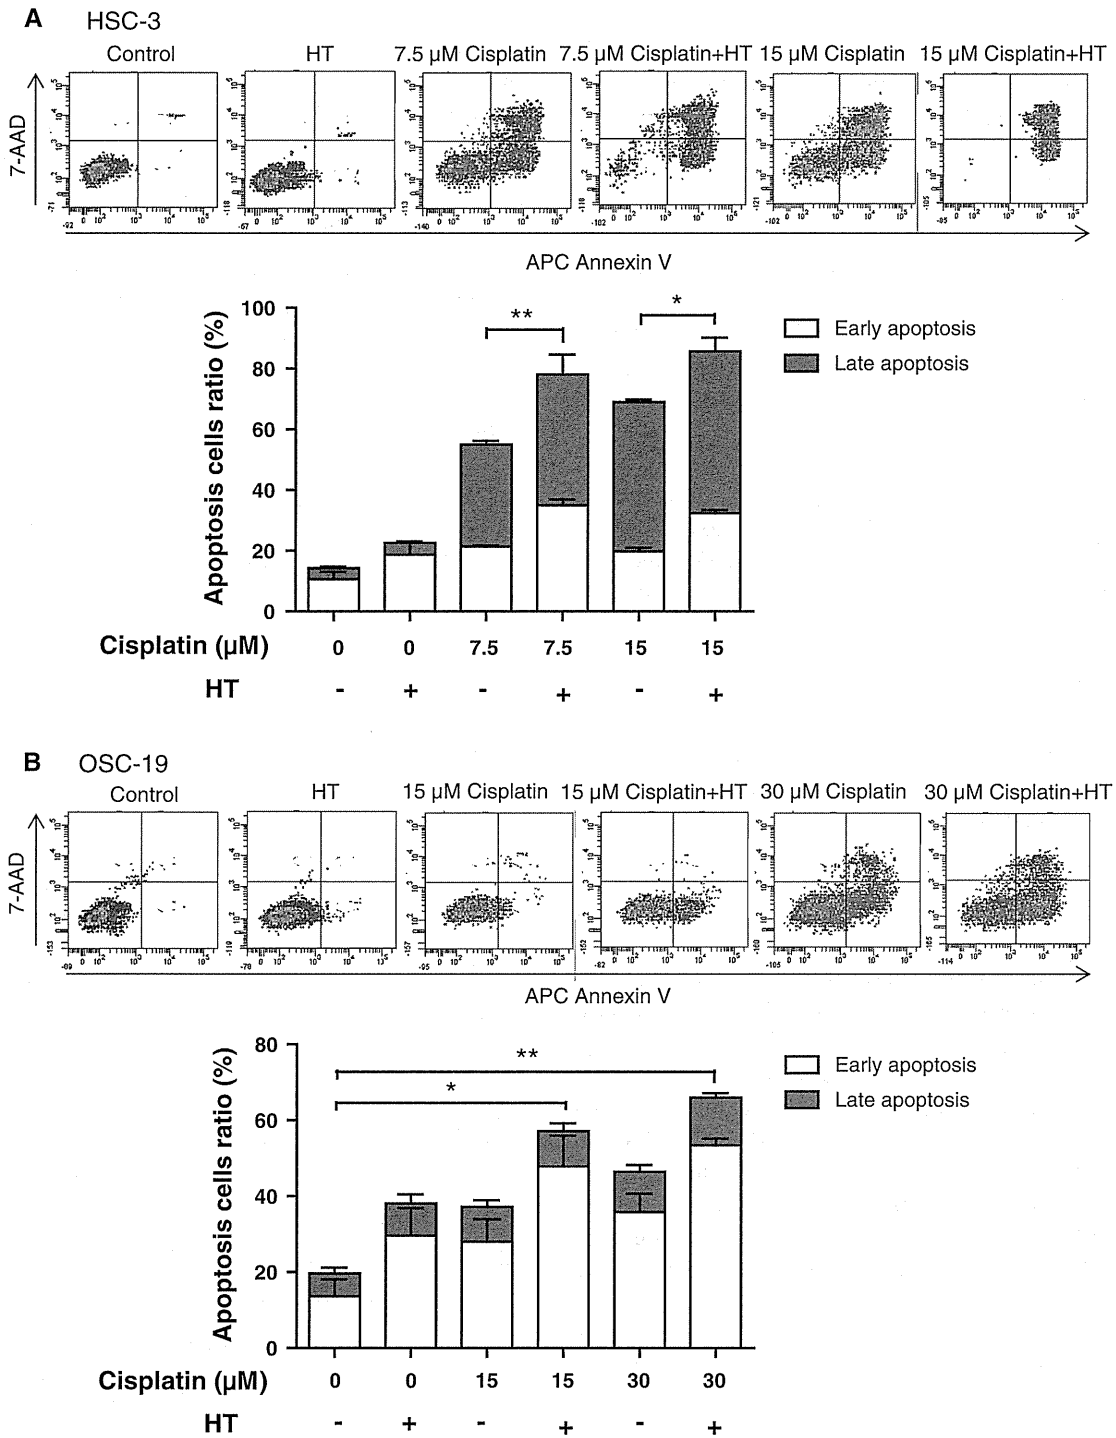 A HSC-3
Control HT 7.5 µM Cisplatin 7.5 µM Cisplatin+HT 15 µM Cisplatin 15 µM Cisplatin+HT
7-AAD
APC Annexin V
Apoptosis cells ratio (%)
100
80
60
40
20
0
** *
Early apoptosis
Late apoptosis
Cisplatin (µM) 0 0 7.5 7.5 15 15
HT - + - + - +
B OSC-19
Control HT 15 µM Cisplatin 15 µM Cisplatin+HT 30 µM Cisplatin 30 µM Cisplatin+HT
7-AAD
APC Annexin V
Apoptosis cells ratio (%)
80
60
40
20
0
**
*
Early apoptosis
Late apoptosis
Cisplatin (µM) 0 0 15 15 30 30
HT - + - + - +